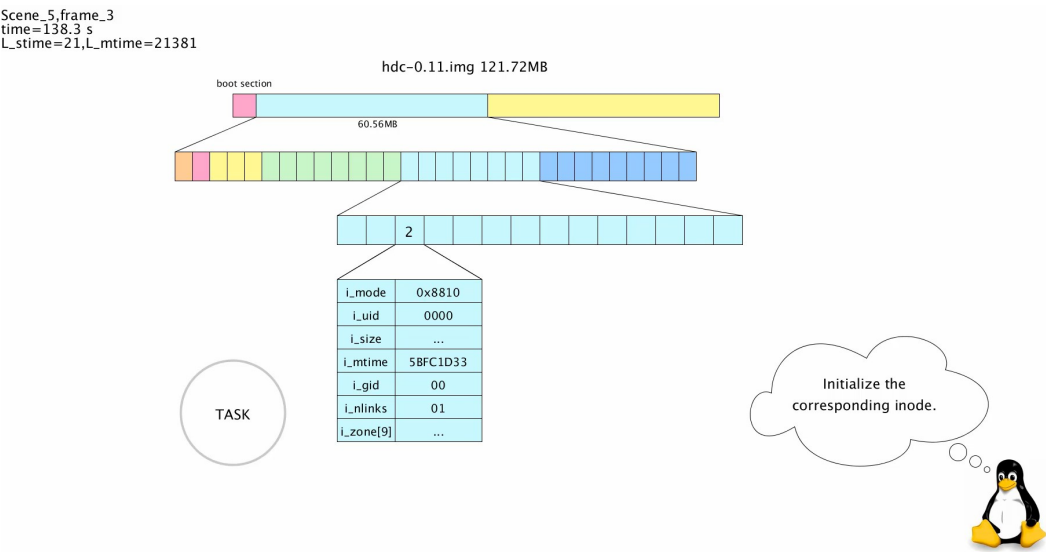 Scene_5,frame_3
time=138.3 s
L_stime=21,L_mtime=21381
hdc-0.11.img 121.72MB
boot section
60.56MB
2
i_mode 0x8810
i_uid 0000
i_size ...
i_mtime 5BFC1D33
i_gid 00
i_nlinks 01
i_zone[9] ...
TASK
Initialize the
corresponding inode.